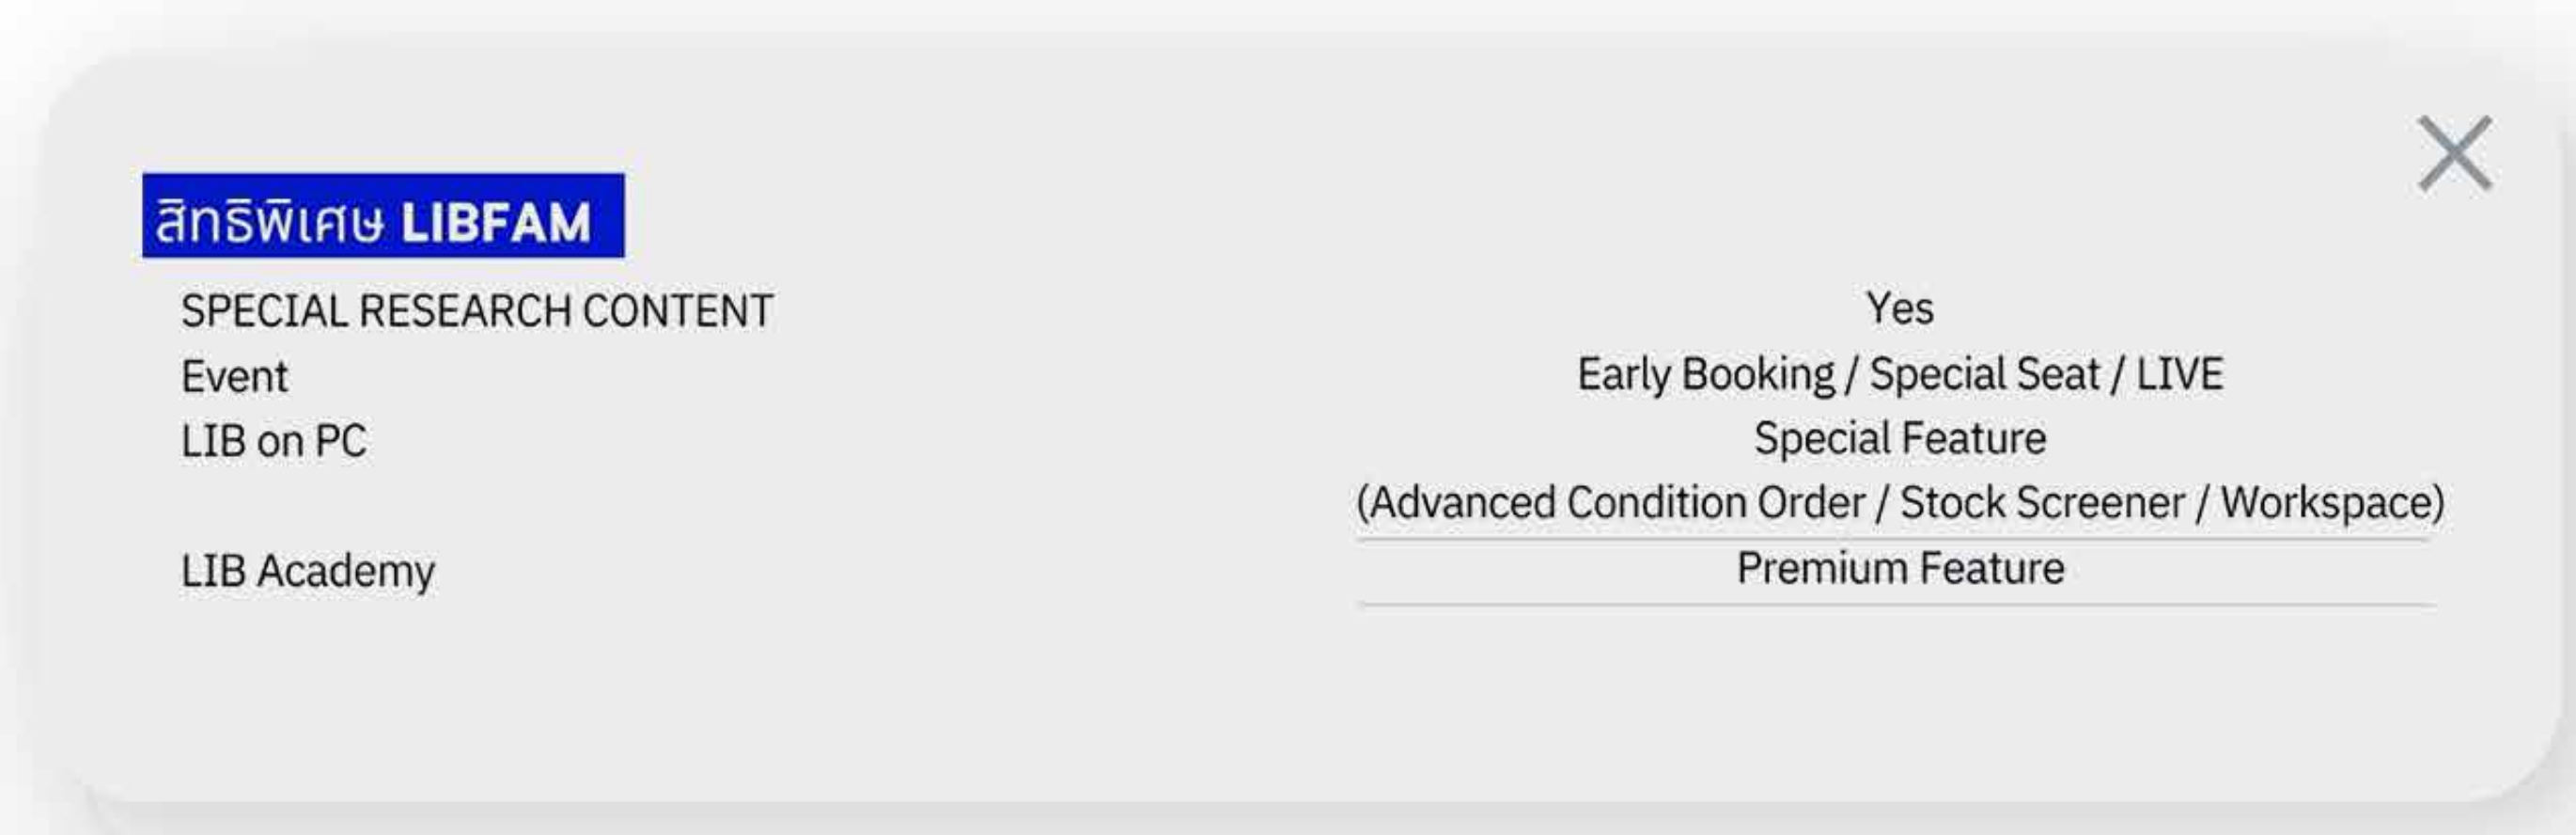 สิทธิพิเศษ LIBFAM
SPECIAL RESEARCH CONTENT Yes
Event Early Booking / Special Seat / LIVE
LIB on PC Special Feature
(Advanced Condition Order / Stock Screener / Workspace)
LIB Academy Premium Feature